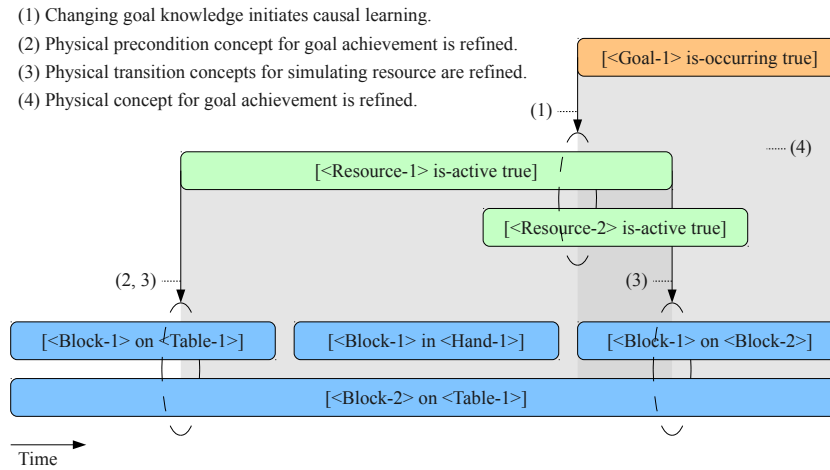 (1) Changing goal knowledge initiates causal learning.
(2) Physical precondition concept for goal achievement is refined.
(3) Physical transition concepts for simulating resource are refined.
(4) Physical concept for goal achievement is refined.
[<Goal-1> is-occurring true]
(1)
(4)
[<Resource-1> is-active true]
[<Resource-2> is-active true]
(2, 3)
(3)
[<Block-1> on <Table-1>]
[<Block-1> in <Hand-1>]
[<Block-1> on <Block-2>]
[<Block-2> on <Table-1>]
Time